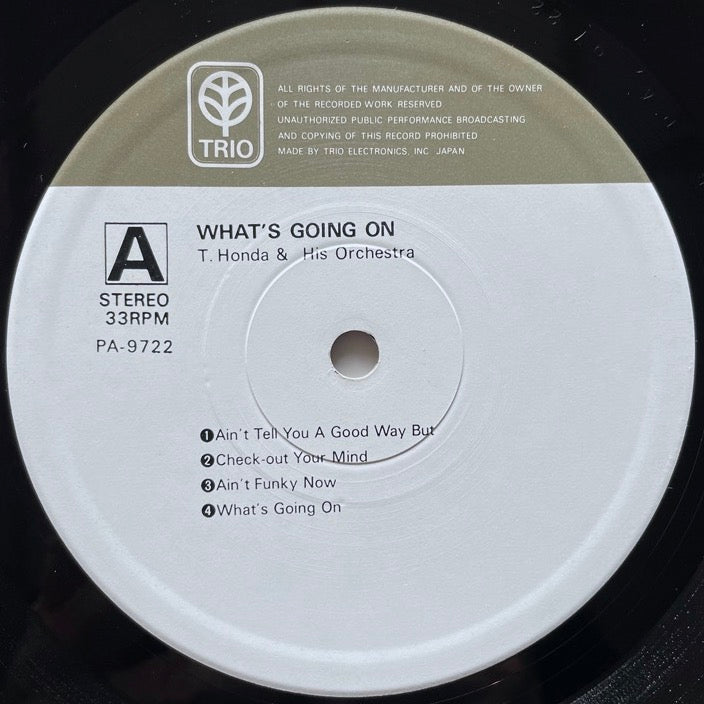 TRIO
ALL RIGHTS OF THE MANUFACTURER AND OF THE OWNER
OF THE RECORDED WORK RESERVED
UNAUTHORIZED PUBLIC PERFORMANCE BROADCASTING
AND COPYING OF THIS RECORD PROHIBITED
MADE BY TRIO ELECTRONICS, INC. JAPAN
A
STEREO
33RPM
PA-9722
WHAT'S GOING ON
T. Honda & His Orchestra
❶Ain't Tell You A Good Way But
❷Check-out Your Mind
❸Ain't Funky Now
❹What's Going On